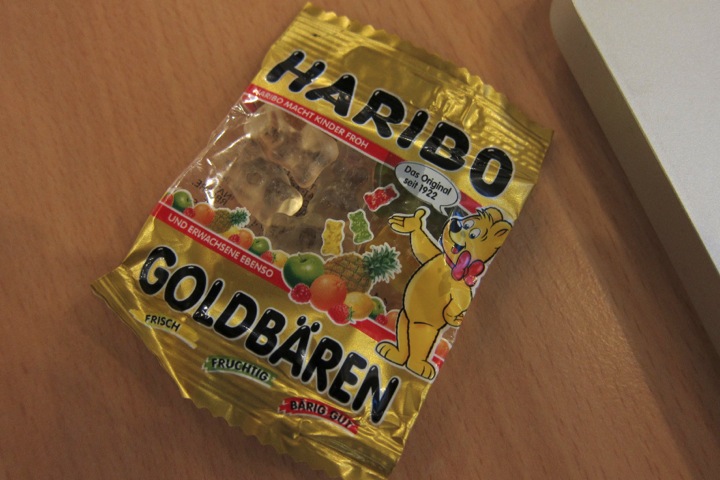 HARIBO
HARIBO MACHT KINDER FROH
Das Original
seit 1922
UND ERWACHSENE EBENSO
GOLDBÄREN
FRISCH
FRUCHTIG
BÄRIG GUT